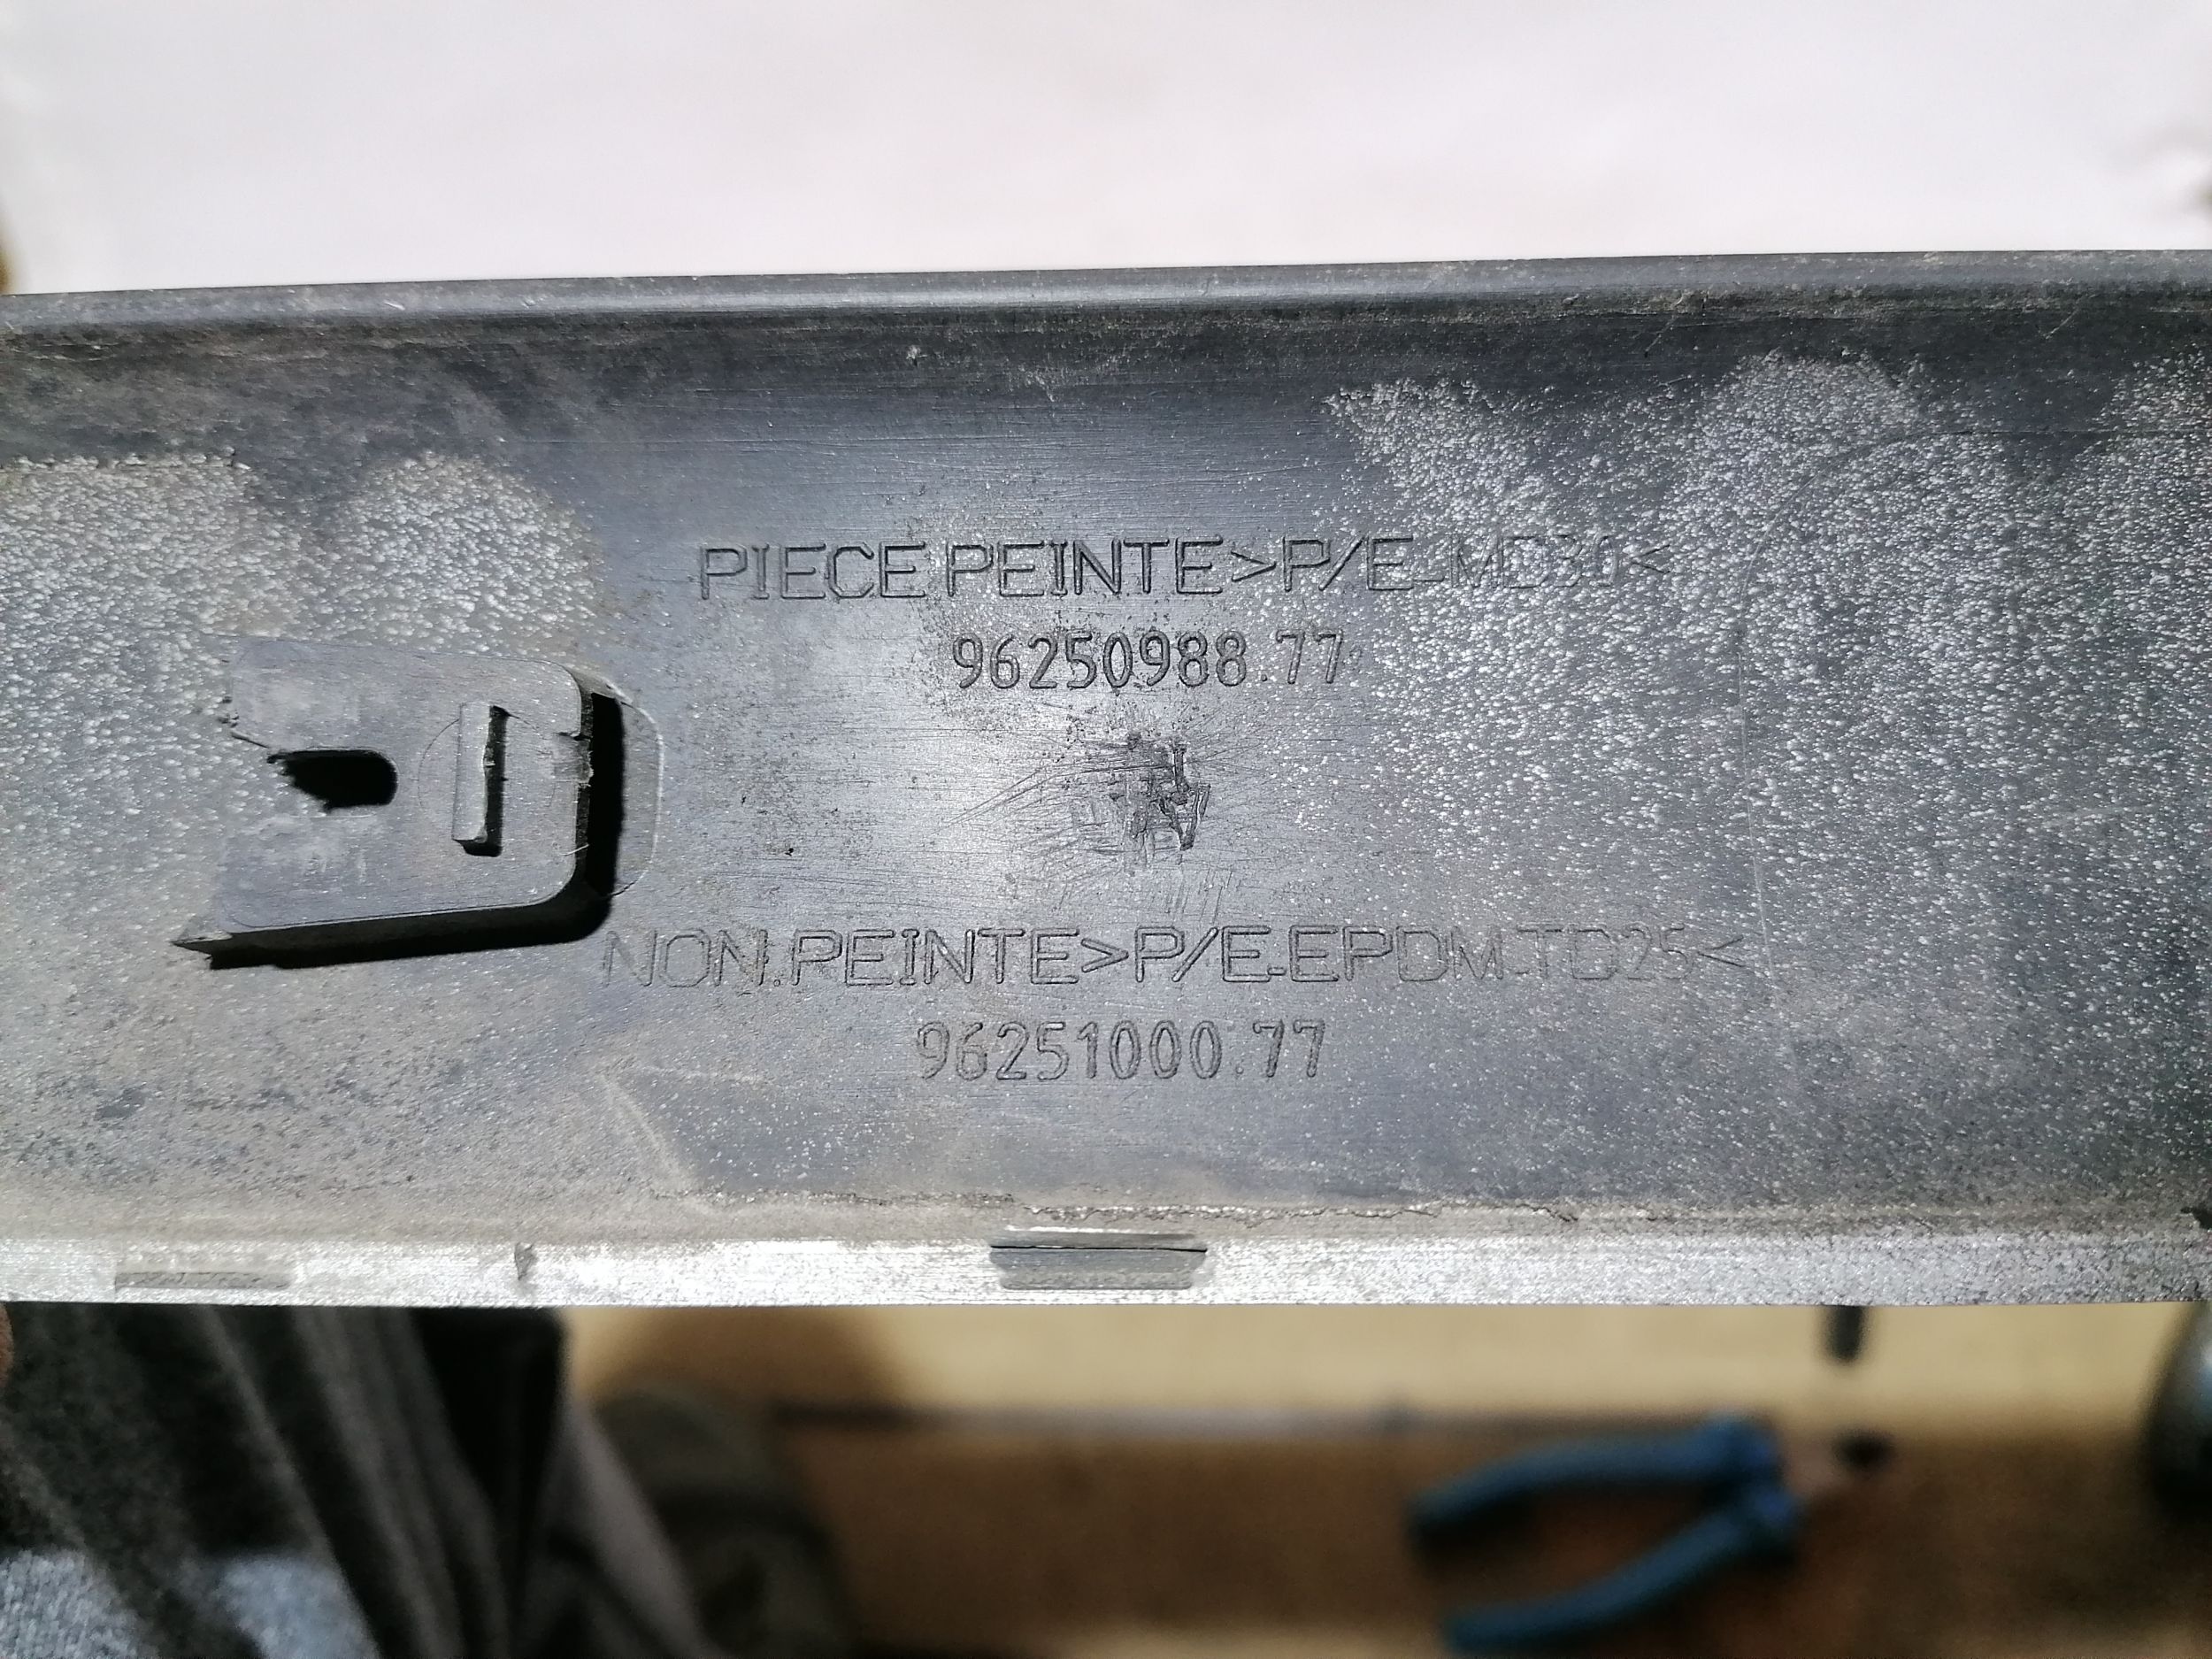 PIECE PEINTE>P/E-MD30<
96250988.77
NON.PEINTE>P/E-EPDM-TD25<
96251000.77